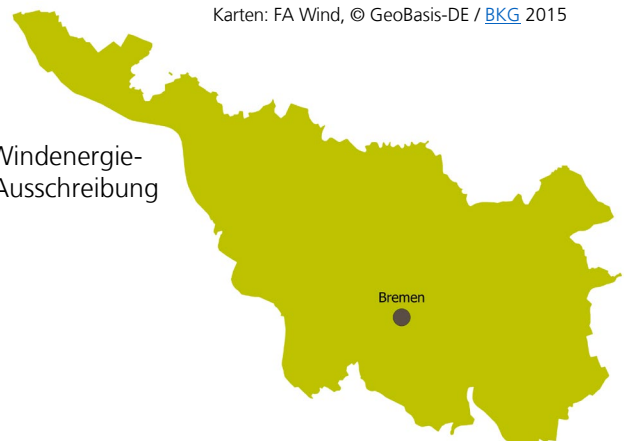 Karten: FA Wind, © GeoBasis-DE / BKG 2015
Windenergie-
Ausschreibung
Bremen